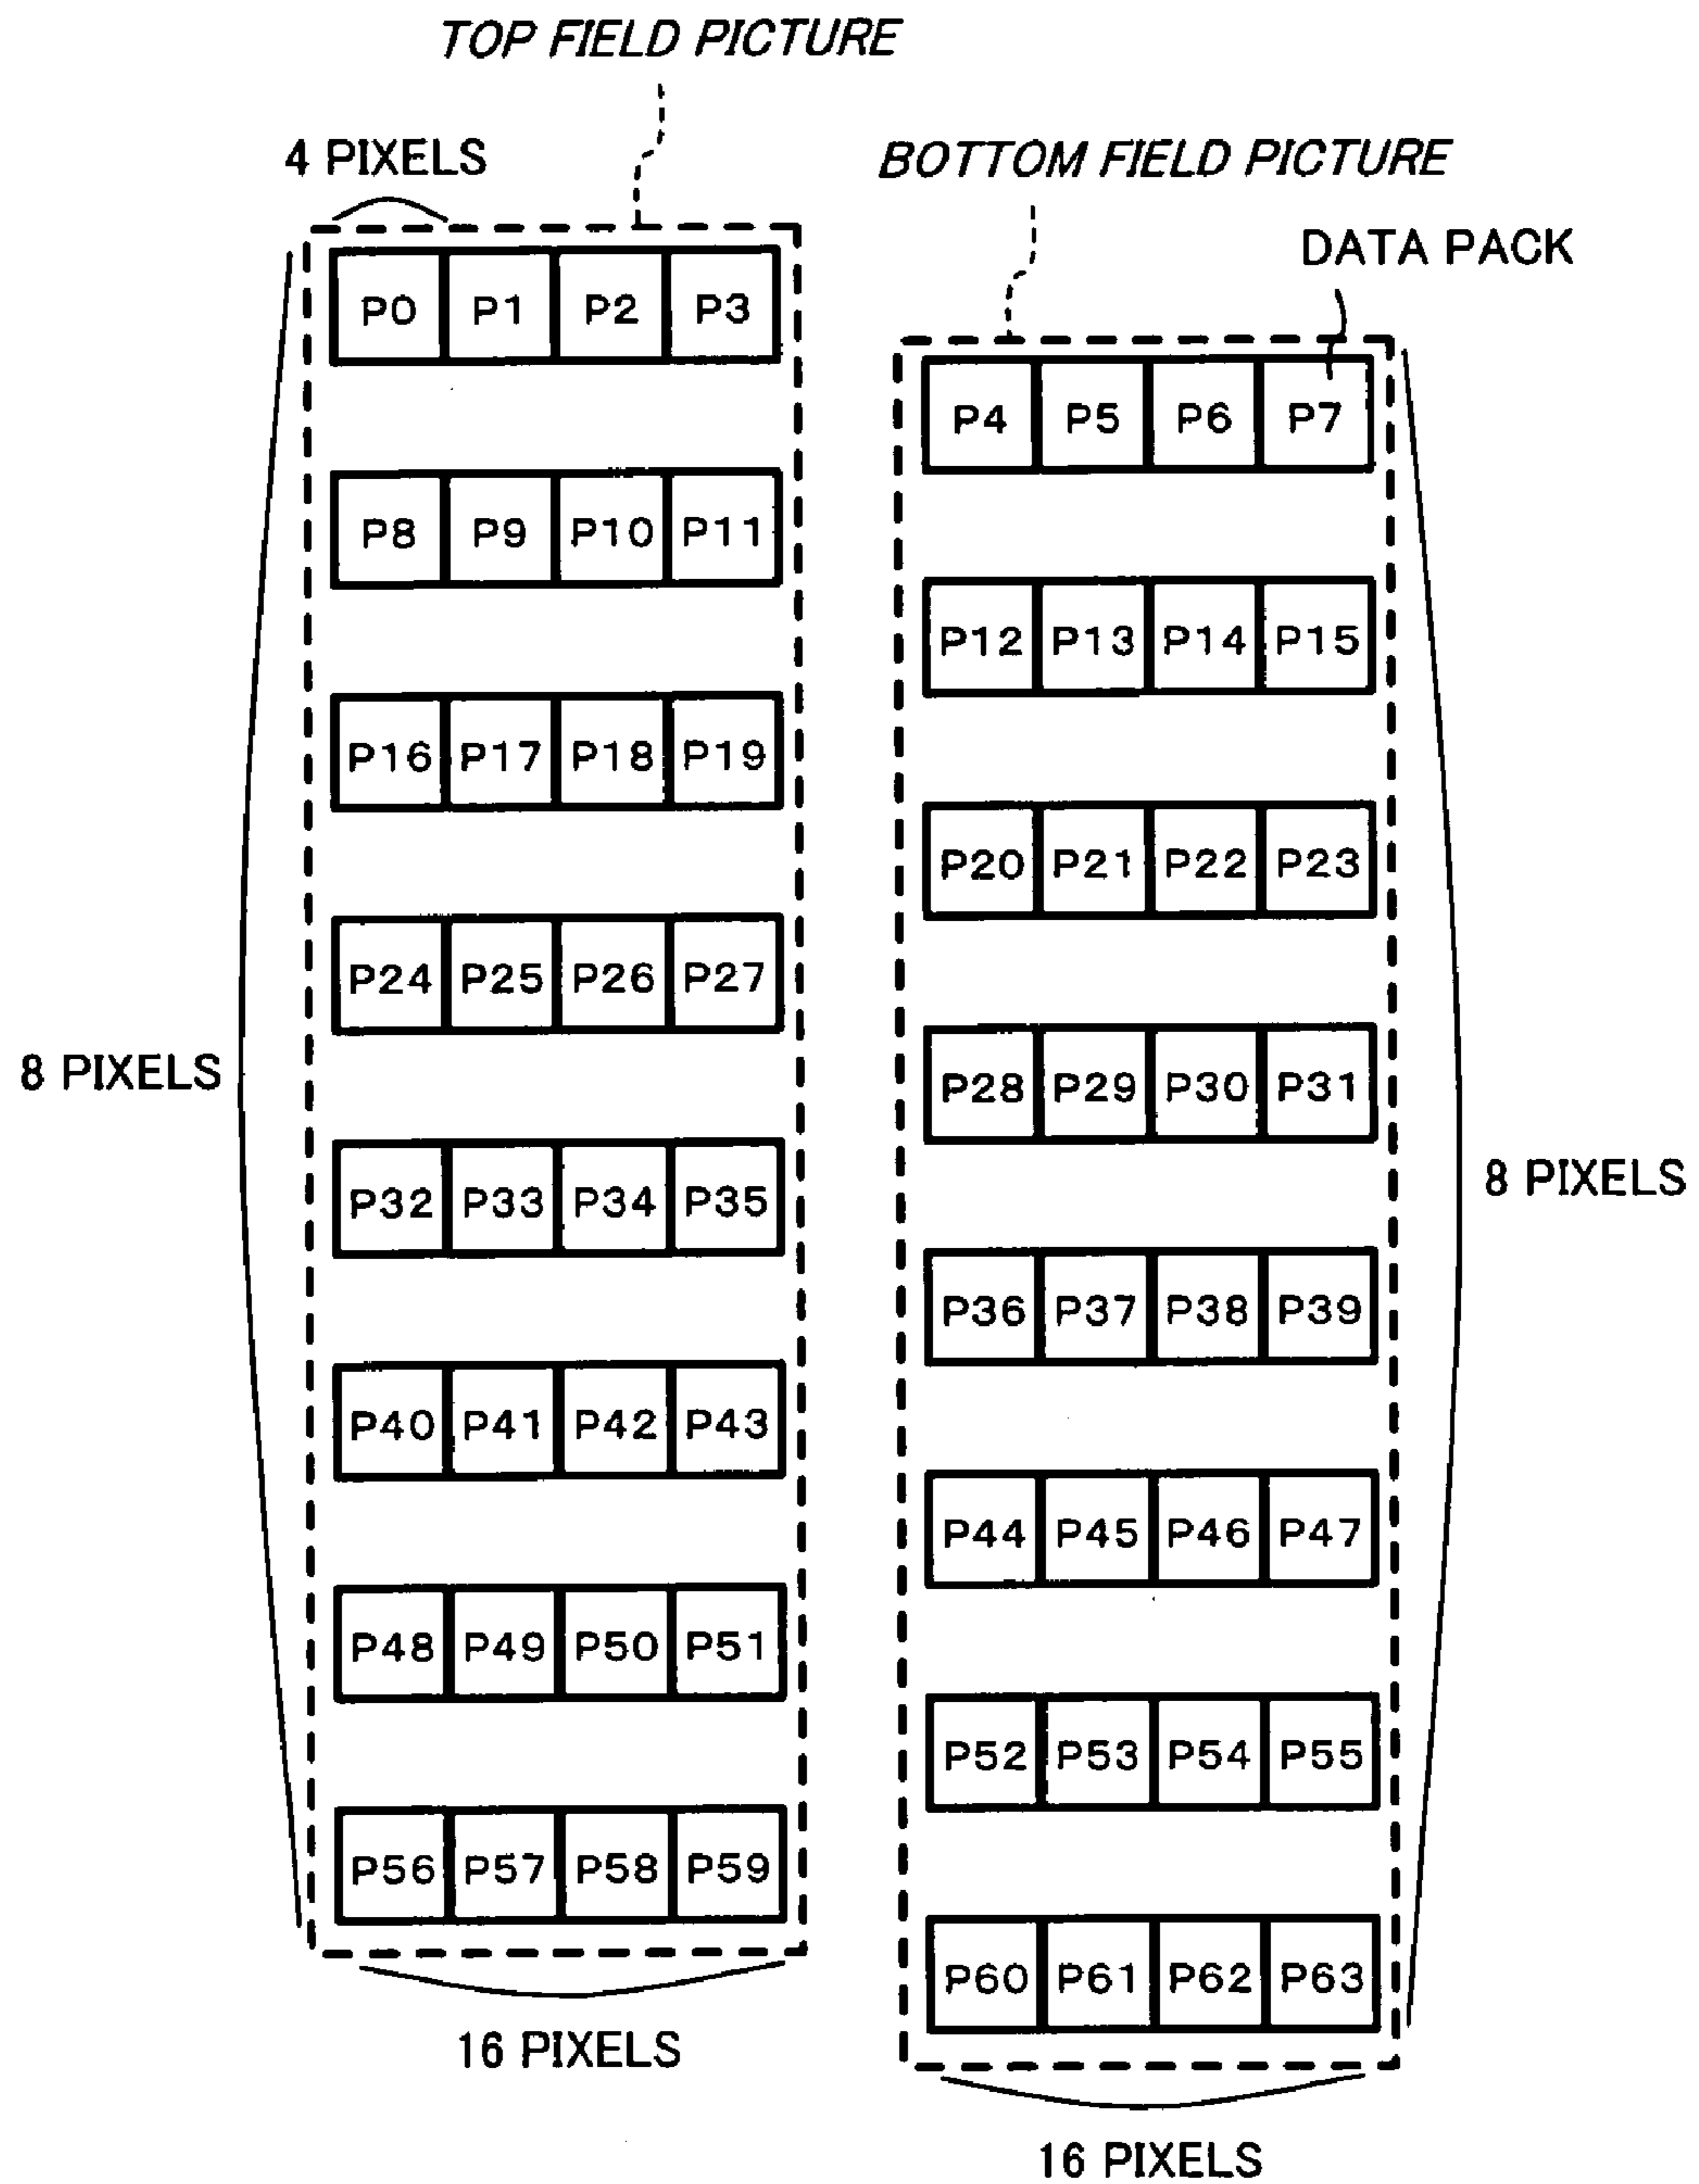 TOP FIELD PICTURE
4 PIXELS
BOTTOM FIELD PICTURE
DATA PACK
P0 P1 P2 P3
P4 P5 P6 P7
P8 P9 P10 P11
P12 P13 P14 P15
P16 P17 P18 P19
P20 P21 P22 P23
P24 P25 P26 P27
8 PIXELS
P28 P29 P30 P31
8 PIXELS
P32 P33 P34 P35
P36 P37 P38 P39
P40 P41 P42 P43
P44 P45 P46 P47
P48 P49 P50 P51
P52 P53 P54 P55
P56 P57 P58 P59
P60 P61 P62 P63
16 PIXELS
16 PIXELS